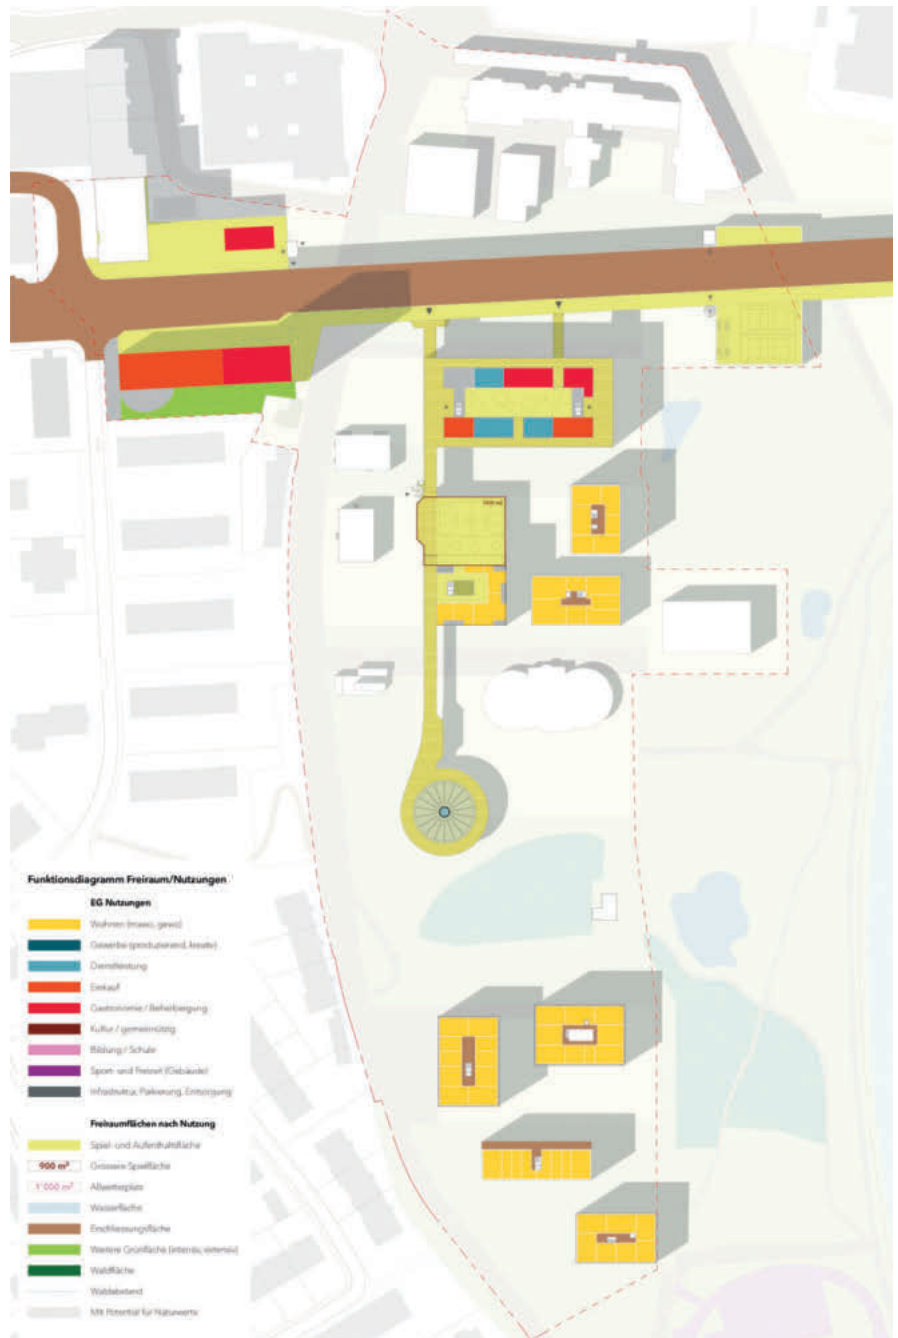 Funktionsdiagramm Freiraum/Nutzungen
EG Nutzungen
Wohnen (mawo, gewo)
Gewerbe (produzierend, kreativ)
Dienstleistung
Einkauf
Gastronomie / Beherbergung
Kultur / gemeinnützig
Bildung / Schule
Sport- und Freizeit (Gebäude)
Infrastruktur, Parkierung, Entsorgung
Freiraumflächen nach Nutzung
Spiel- und Aufenthaltsfläche
900 m² Grössere Spielfläche
1'000 m² Allwetterplatz
Wasserfläche
Erschliessungsfläche
Weitere Grünfläche (intensiv, extensiv)
Waldfläche
Waldabstand
Mit Potential für Naturwerte